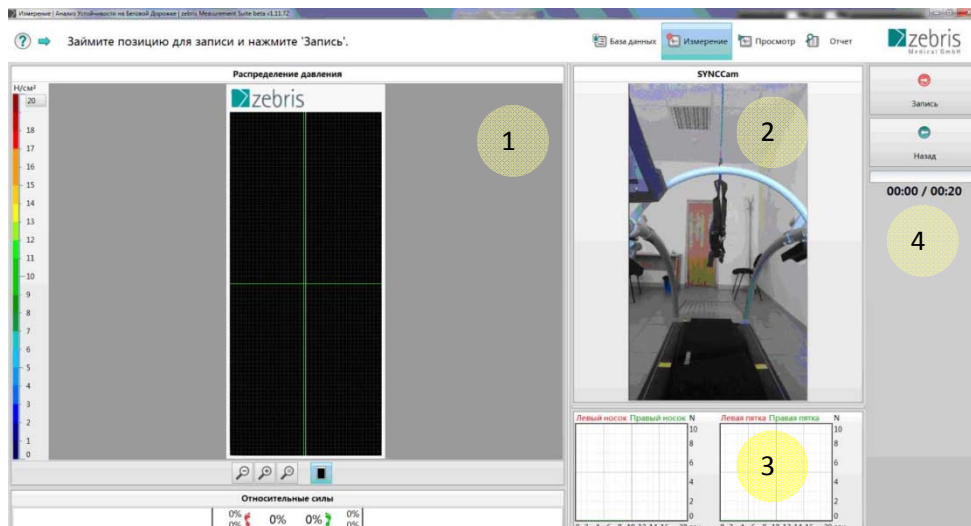 Измерение | Анализ Устойчивости на Беговой Дорожке | zebris Measurement Suite beta v1.11.72
Займите позицию для записи и нажмите 'Запись'.
База данных
Измерение
Просмотр
Отчет
zebris
Medical GmbH
Распределение давления
Н/см²
20
18
17
16
15
14
13
12
11
10
9
8
7
6
5
4
3
2
1
0
zebris
1
SYNCCam
2
Запись
Назад
00:00 / 00:20
4
Левый носок Правый носок N
10
8
6
4
2
0
Левая пятка Правая пятка N
10
8
6
4
2
0
3
Относительные силы
0% 0% 0% 0%
0% 0%